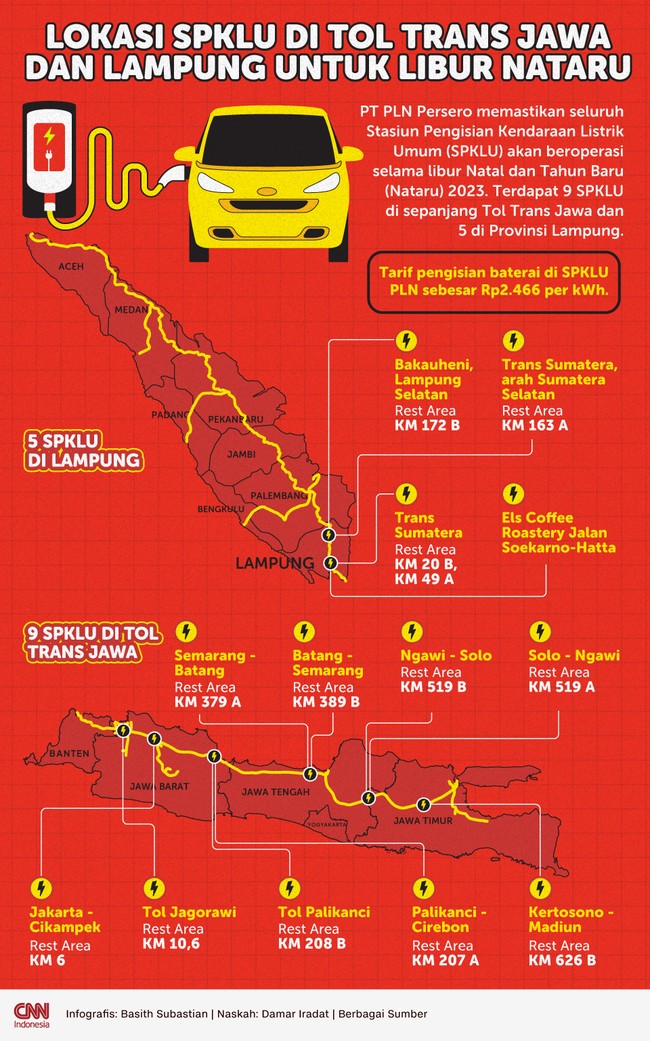 LOKASI SPKLU DI TOL TRANS JAWA
DAN LAMPUNG UNTUK LIBUR NATARU
PT PLN Persero memastikan seluruh
Stasiun Pengisian Kendaraan Listrik
Umum (SPKLU) akan beroperasi
selama libur Natal dan Tahun Baru
(Nataru) 2023. Terdapat 9 SPKLU
di sepanjang Tol Trans Jawa dan
5 di Provinsi Lampung.
Tarif pengisian baterai di SPKLU
PLN sebesar Rp2.466 per kWh.
ACEH
MEDAN
PADANG
PEKANBARU
JAMBI
PALEMBANG
BENGKULU
LAMPUNG
5 SPKLU
DI LAMPUNG
Bakauheni,
Lampung
Selatan
Rest Area
KM 172 B
Trans Sumatera,
arah Sumatera
Selatan
Rest Area
KM 163 A
Trans
Sumatera
Rest Area
KM 20 B,
KM 49 A
Els Coffee
Roastery Jalan
Soekarno-Hatta
9 SPKLU DI TOL
TRANS JAWA
Semarang -
Batang
Rest Area
KM 379 A
Batang -
Semarang
Rest Area
KM 389 B
Ngawi - Solo
Rest Area
KM 519 B
Solo - Ngawi
Rest Area
KM 519 A
BANTEN
JAWA BARAT
JAWA TENGAH
YOGYAKARTA
JAWA TIMUR
Jakarta -
Cikampek
Rest Area
KM 6
Tol Jagorawi
Rest Area
KM 10,6
Tol Palikanci
Rest Area
KM 208 B
Palikanci -
Cirebon
Rest Area
KM 207 A
Kertosono -
Madiun
Rest Area
KM 626 B
CNN
Indonesia
Infografis: Basith Subastian | Naskah: Damar Iradat | Berbagai Sumber